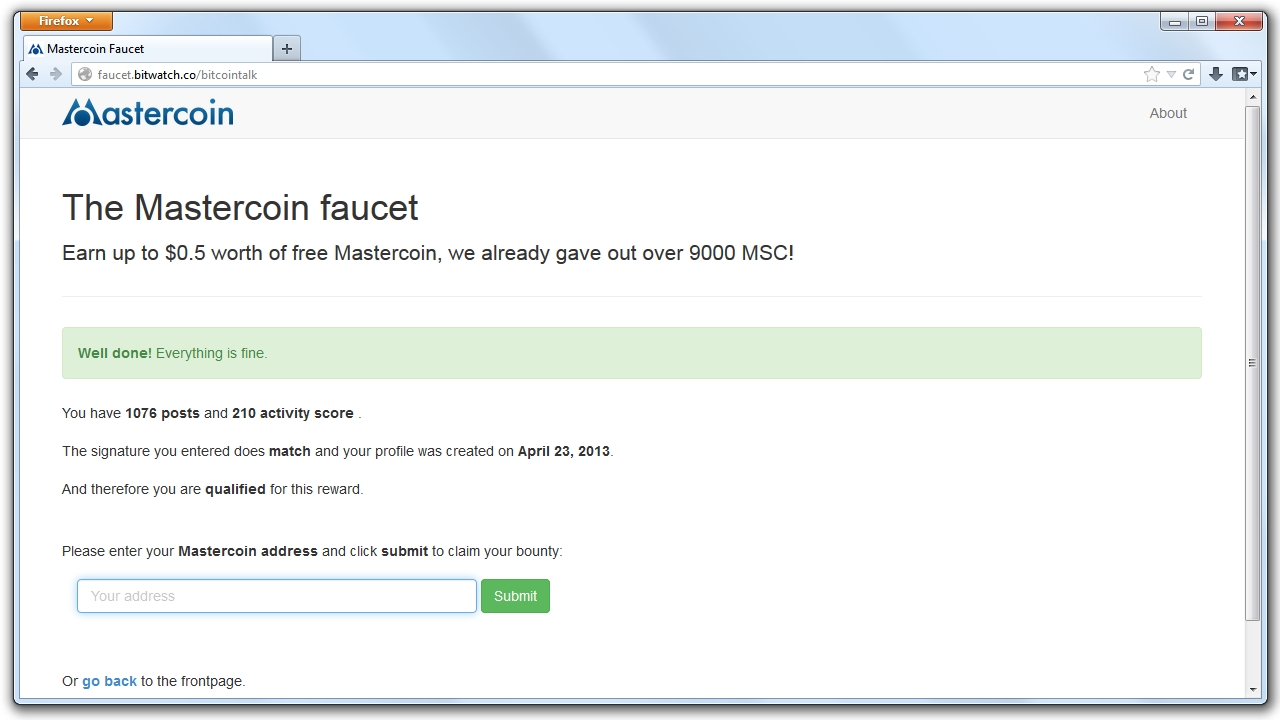 Firefox
Mastercoin Faucet
faucet.bitwatch.co/bitcointalk
Mastercoin
About
The Mastercoin faucet
Earn up to $0.5 worth of free Mastercoin, we already gave out over 9000 MSC!
Well done! Everything is fine.
You have 1076 posts and 210 activity score .
The signature you entered does match and your profile was created on April 23, 2013.
And therefore you are qualified for this reward.
Please enter your Mastercoin address and click submit to claim your bounty:
Your address
Submit
Or go back to the frontpage.